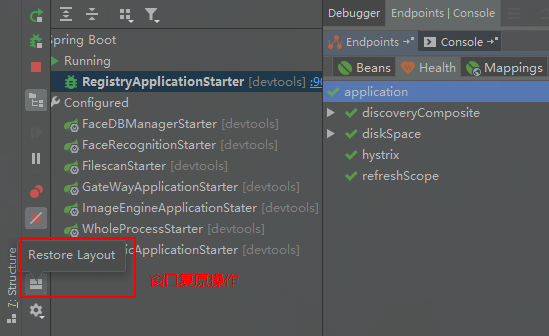 Debugger
Endpoints | Console
Endpoints
Console
Beans
Health
Mappings
Spring Boot
Running
RegistryApplicationStarter [devtools]
Configured
FaceDBManagerStarter [devtools]
FaceRecognitionStarter [devtools]
FilescanStarter [devtools]
GateWayApplicationStarter [devtools]
ImageEngineApplicationStater [devtools]
WholeProcessStarter [devtools]
icApplicationStarter [devtools]
application
discoveryComposite
diskSpace
hystrix
refreshScope
Restore Layout
窗口复原操作
7: Structure